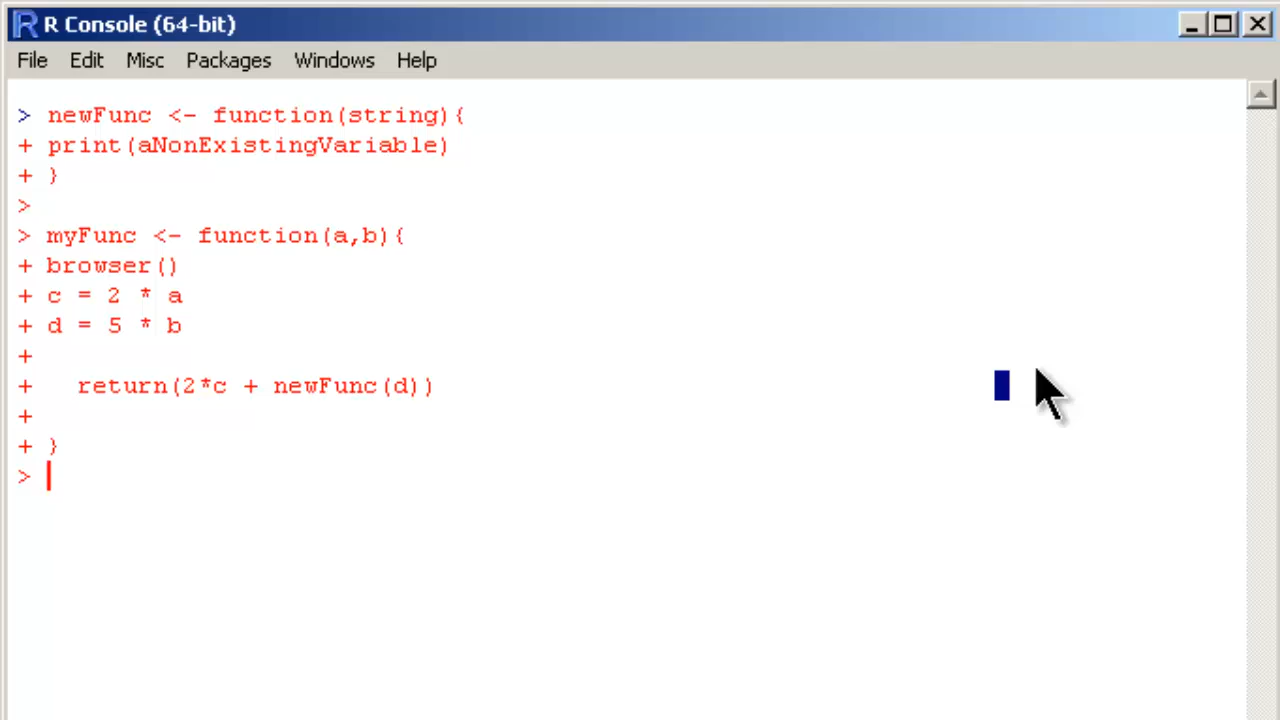 R Console (64-bit)
File Edit Misc Packages Windows Help
> newFunc <- function(string){
+ print(aNonExistingVariable)
+ }
>
> myFunc <- function(a,b){
+ browser()
+ c = 2 * a
+ d = 5 * b
+
+   return(2*c + newFunc(d))
+
+ }
>